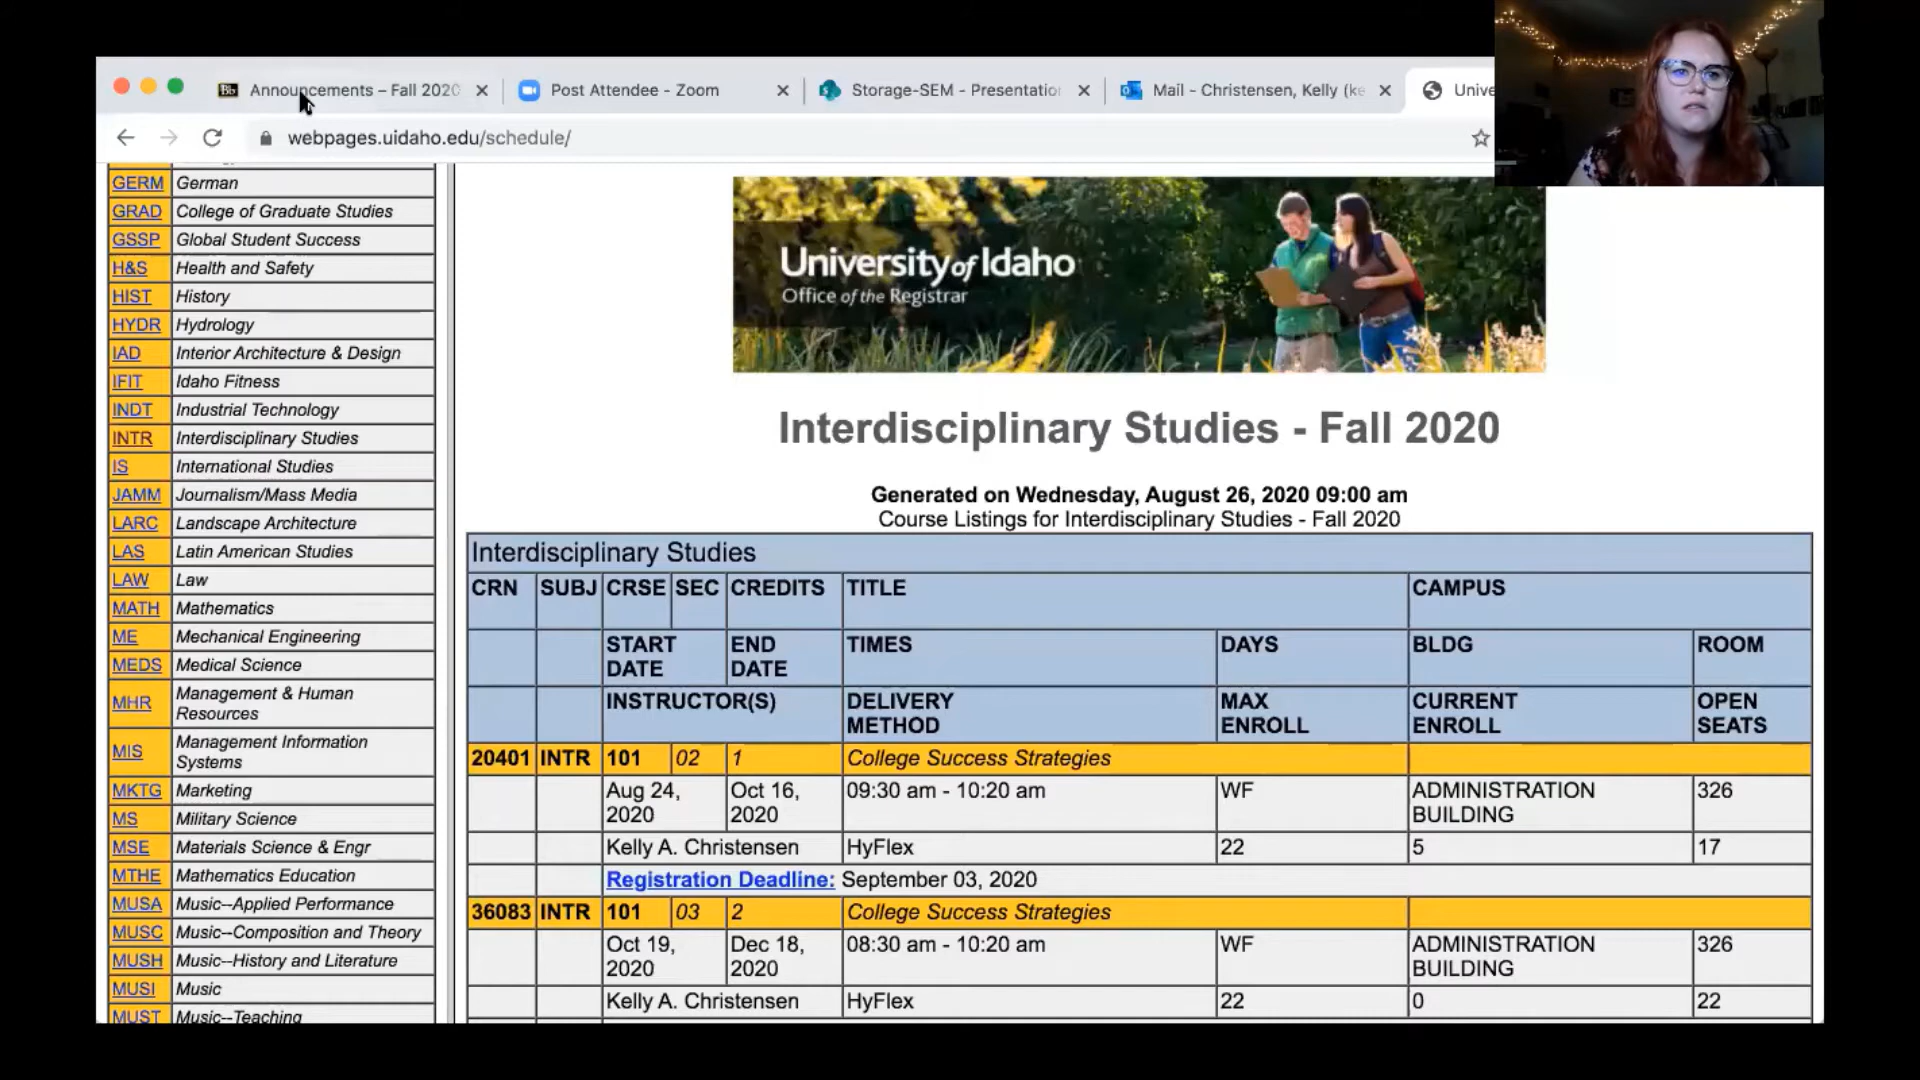 Announcements – Fall 2020
Post Attendee - Zoom
Storage-SEM - Presentatio
Mail - Christensen, Kelly (ke
Unive
webpages.uidaho.edu/schedule/
GERM German
GRAD College of Graduate Studies
GSSP Global Student Success
H&S Health and Safety
HIST History
HYDR Hydrology
IAD Interior Architecture & Design
IFIT Idaho Fitness
INDT Industrial Technology
INTR Interdisciplinary Studies
IS International Studies
JAMM Journalism/Mass Media
LARC Landscape Architecture
LAS Latin American Studies
LAW Law
MATH Mathematics
ME Mechanical Engineering
MEDS Medical Science
MHR Management & Human
Resources
MIS Management Information
Systems
MKTG Marketing
MS Military Science
MSE Materials Science & Engr
MTHE Mathematics Education
MUSA Music--Applied Performance
MUSC Music--Composition and Theory
MUSH Music--History and Literature
MUSI Music
MUST Music--Teaching
University of Idaho
Office of the Registrar
Interdisciplinary Studies - Fall 2020
Generated on Wednesday, August 26, 2020 09:00 am
Course Listings for Interdisciplinary Studies - Fall 2020
Interdisciplinary Studies
CRN SUBJ CRSE SEC CREDITS TITLE CAMPUS
START DATE END DATE TIMES DAYS BLDG ROOM
INSTRUCTOR(S) DELIVERY METHOD MAX ENROLL CURRENT ENROLL OPEN SEATS
20401 INTR 101 02 1 College Success Strategies
Aug 24, 2020 Oct 16, 2020 09:30 am - 10:20 am WF ADMINISTRATION BUILDING 326
Kelly A. Christensen HyFlex 22 5 17
Registration Deadline: September 03, 2020
36083 INTR 101 03 2 College Success Strategies
Oct 19, 2020 Dec 18, 2020 08:30 am - 10:20 am WF ADMINISTRATION BUILDING 326
Kelly A. Christensen HyFlex 22 0 22